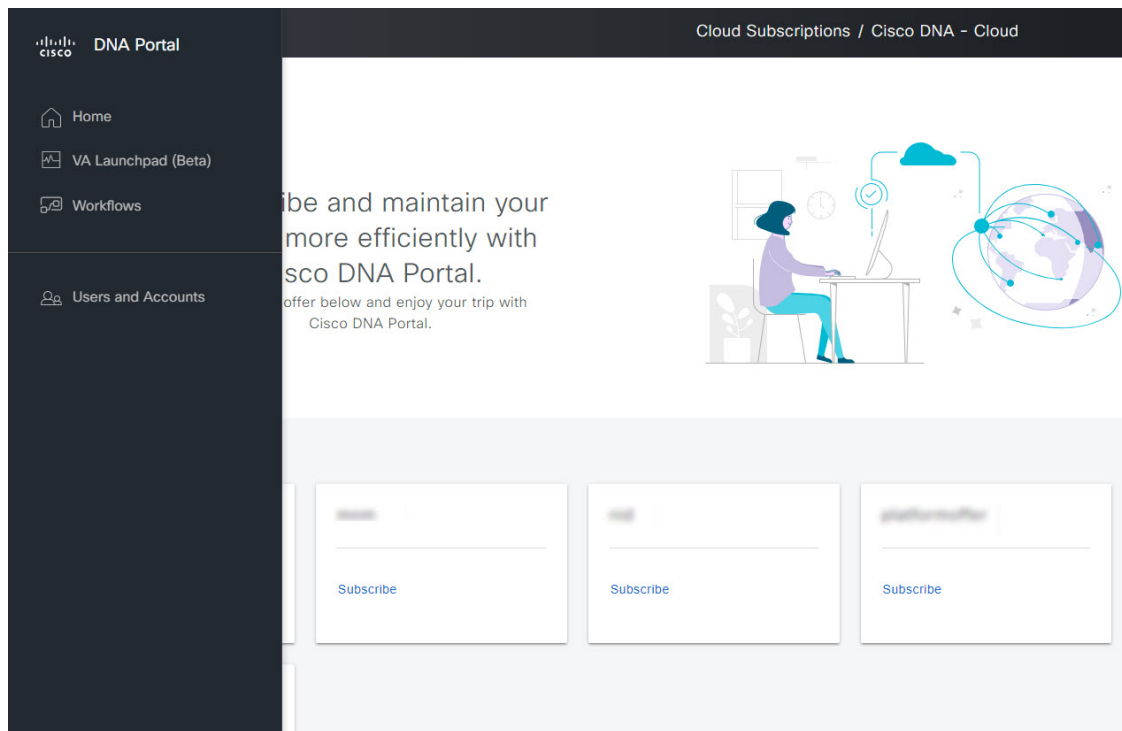 CISCO DNA Portal
Cloud Subscriptions / Cisco DNA - Cloud
Home
VA Launchpad (Beta)
Workflows
Users and Accounts
ibe and maintain your
more efficiently with
isco DNA Portal.
offer below and enjoy your trip with
Cisco DNA Portal.
Subscribe
Subscribe
Subscribe